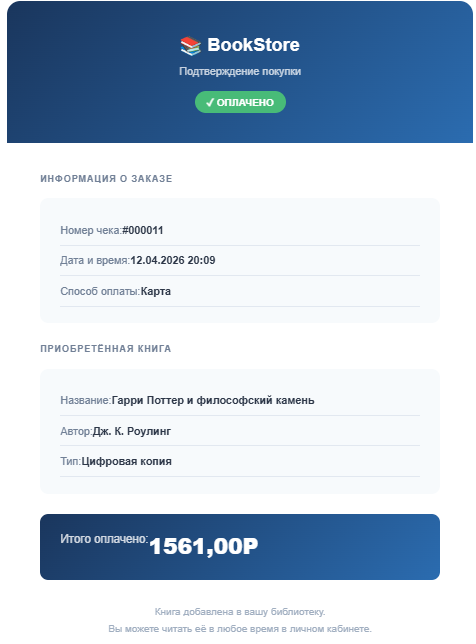 📚 BookStore
Подтверждение покупки
✓ ОПЛАЧЕНО
ИНФОРМАЦИЯ О ЗАКАЗЕ
Номер чека:#000011
Дата и время:12.04.2026 20:09
Способ оплаты:Карта
ПРИОБРЕТЁННАЯ КНИГА
Название:Гарри Поттер и философский камень
Автор:Дж. К. Роулинг
Тип:Цифровая копия
Итого оплачено:1561,00Р
Книга добавлена в вашу библиотеку.
Вы можете читать её в любое время в личном кабинете.